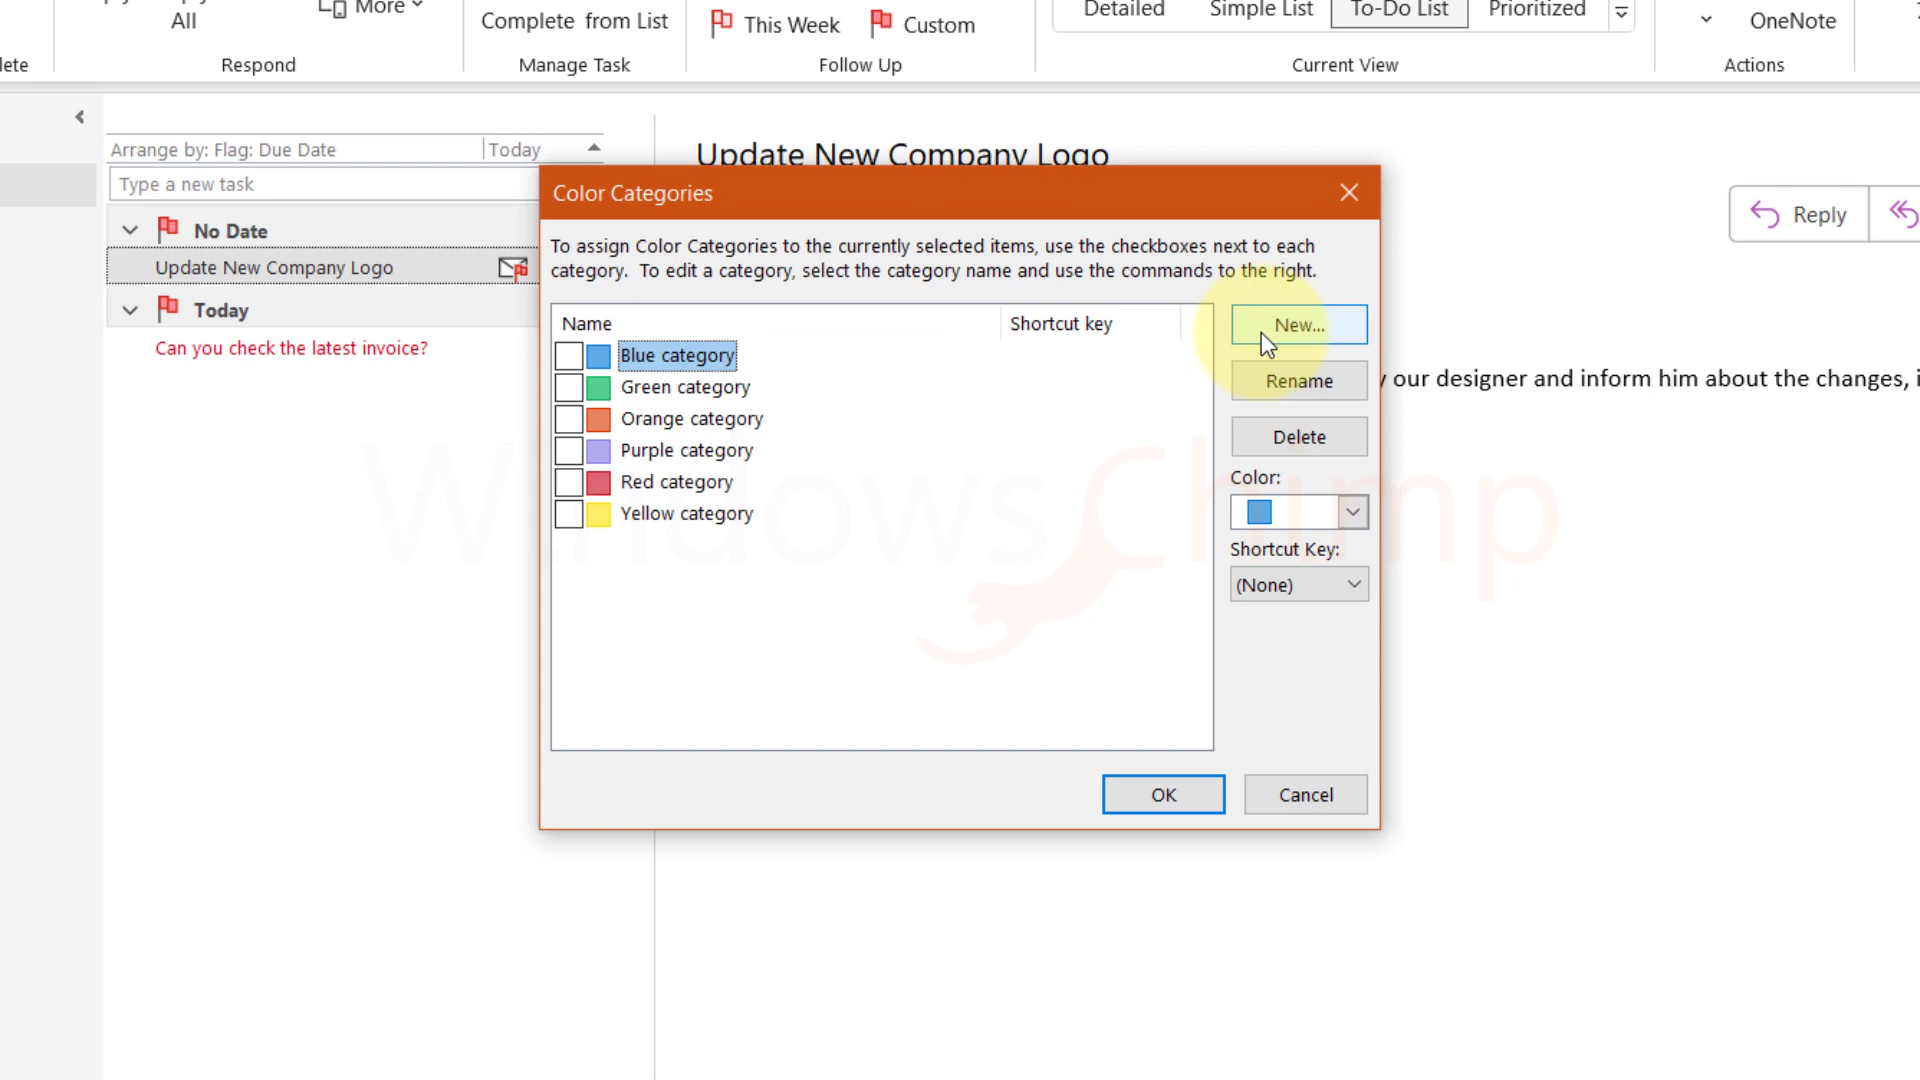 All
More
Complete from List
This Week
Custom
Detailed
Simple List
To-Do List
Prioritized
OneNote
lete
Respond
Manage Task
Follow Up
Current View
Actions
Arrange by: Flag: Due Date
Today
Type a new task
No Date
Update New Company Logo
Today
Can you check the latest invoice?
Update New Company Logo
Reply
y our designer and inform him about the changes, i
Color Categories
To assign Color Categories to the currently selected items, use the checkboxes next to each
category. To edit a category, select the category name and use the commands to the right.
Name
Shortcut key
Blue category
Green category
Orange category
Purple category
Red category
Yellow category
New...
Rename
Delete
Color:
Shortcut Key:
(None)
OK
Cancel
WindowsChimp